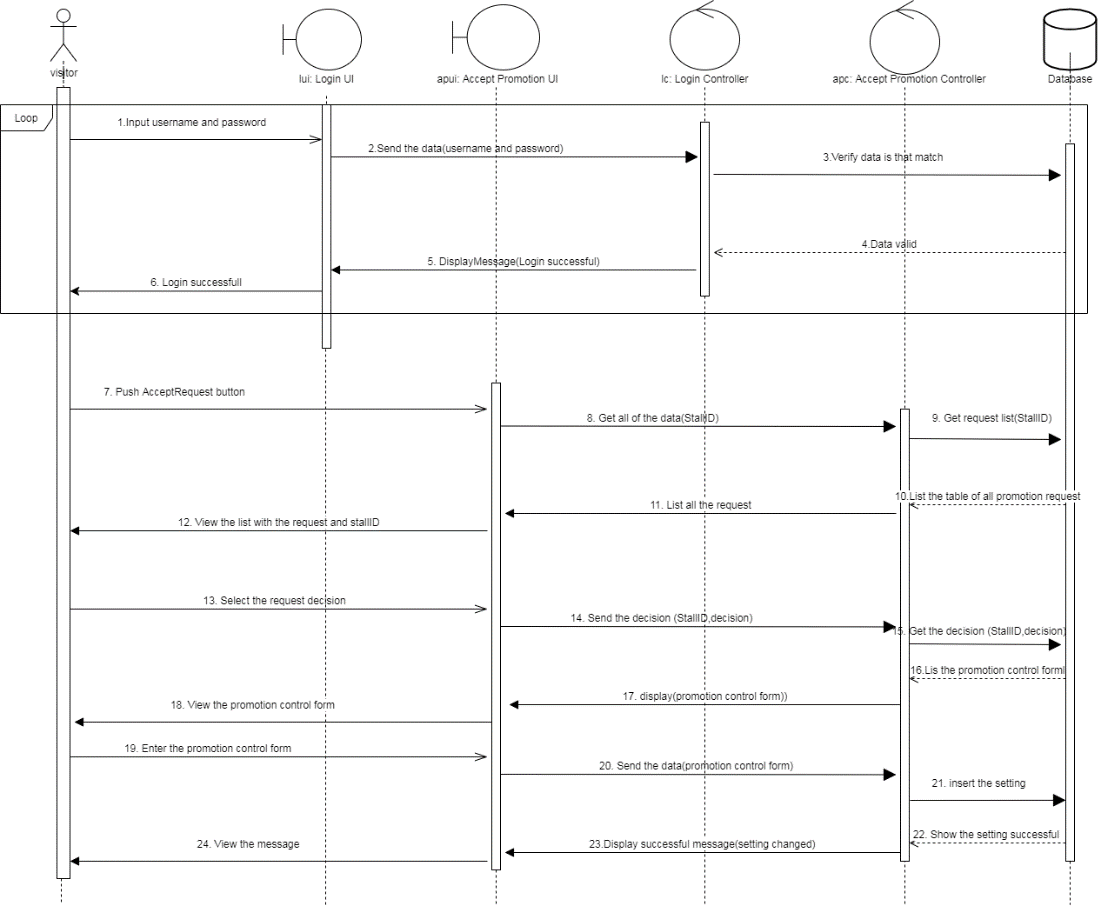 visitor
lui: Login UI
apui: Accept Promotion UI
lc: Login Controller
apc: Accept Promotion Controller
Database
Loop
1.Input username and password
2.Send the data(username and password)
3.Verify data is that match
4.Data valid
5. DisplayMessage(Login successful)
6. Login successfull
7. Push AcceptRequest button
8. Get all of the data(StallID)
9. Get request list(StallID)
10.List the table of all promotion request
11. List all the request
12. View the list with the request and stallID
13. Select the request decision
14. Send the decision (StallID,decision)
15. Get the decision (StallID,decision)
16.Lis the promotion control forml
17. display(promotion control form))
18. View the promotion control form
19. Enter the promotion control form
20. Send the data(promotion control form)
21. insert the setting
22. Show the setting successful
23.Display successful message(setting changed)
24. View the message